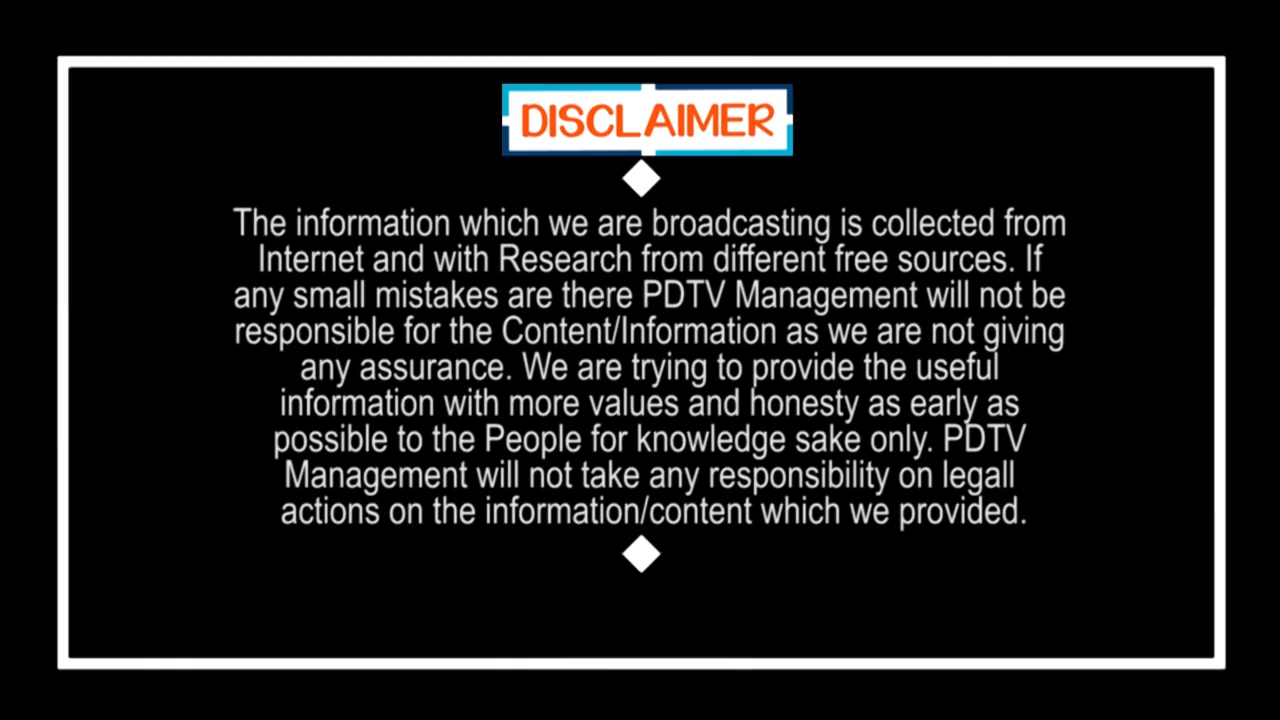 DISCLAIMER
The information which we are broadcasting is collected from
Internet and with Research from different free sources. If
any small mistakes are there PDTV Management will not be
responsible for the Content/Information as we are not giving
any assurance. We are trying to provide the useful
information with more values and honesty as early as
possible to the People for knowledge sake only. PDTV
Management will not take any responsibility on legall
actions on the information/content which we provided.